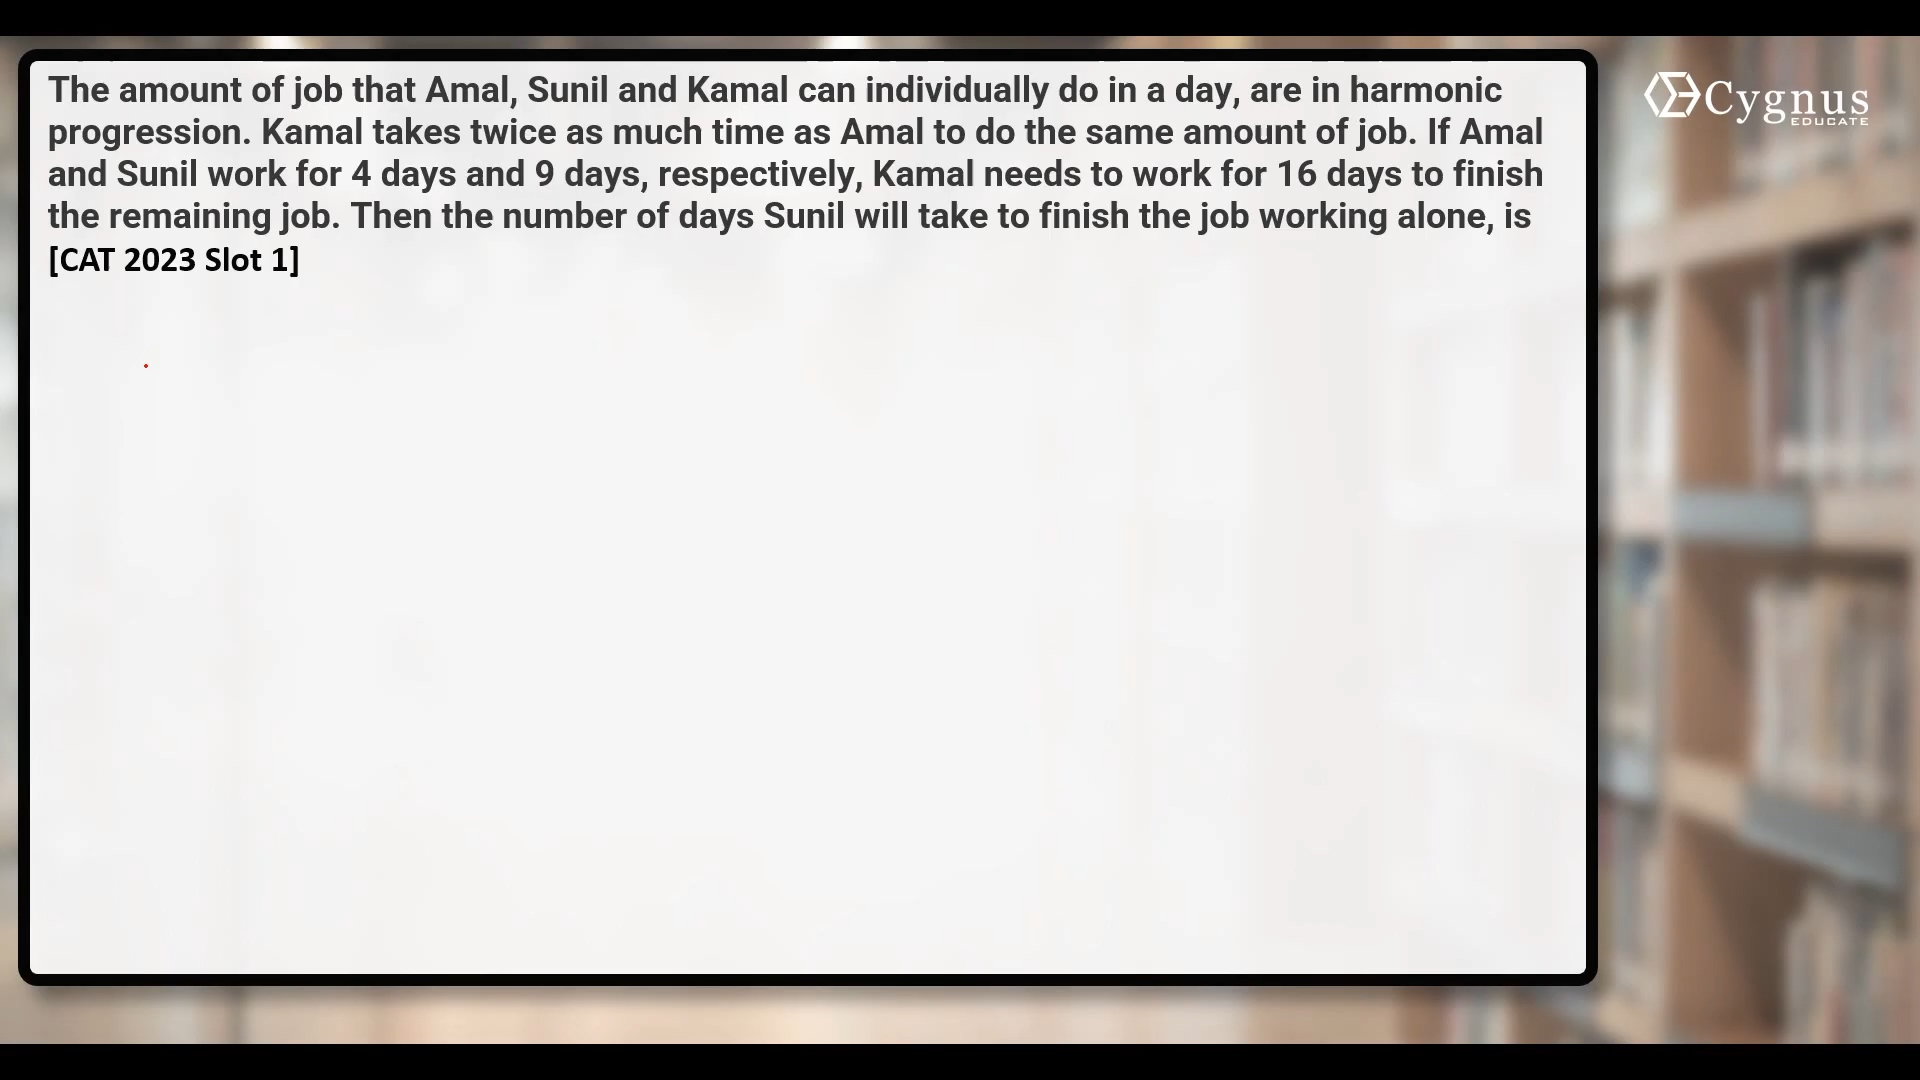 The amount of job that Amal, Sunil and Kamal can individually do in a day, are in harmonic
progression. Kamal takes twice as much time as Amal to do the same amount of job. If Amal
and Sunil work for 4 days and 9 days, respectively, Kamal needs to work for 16 days to finish
the remaining job. Then the number of days Sunil will take to finish the job working alone, is
[CAT 2023 Slot 1]
Cygnus
EDUCATE